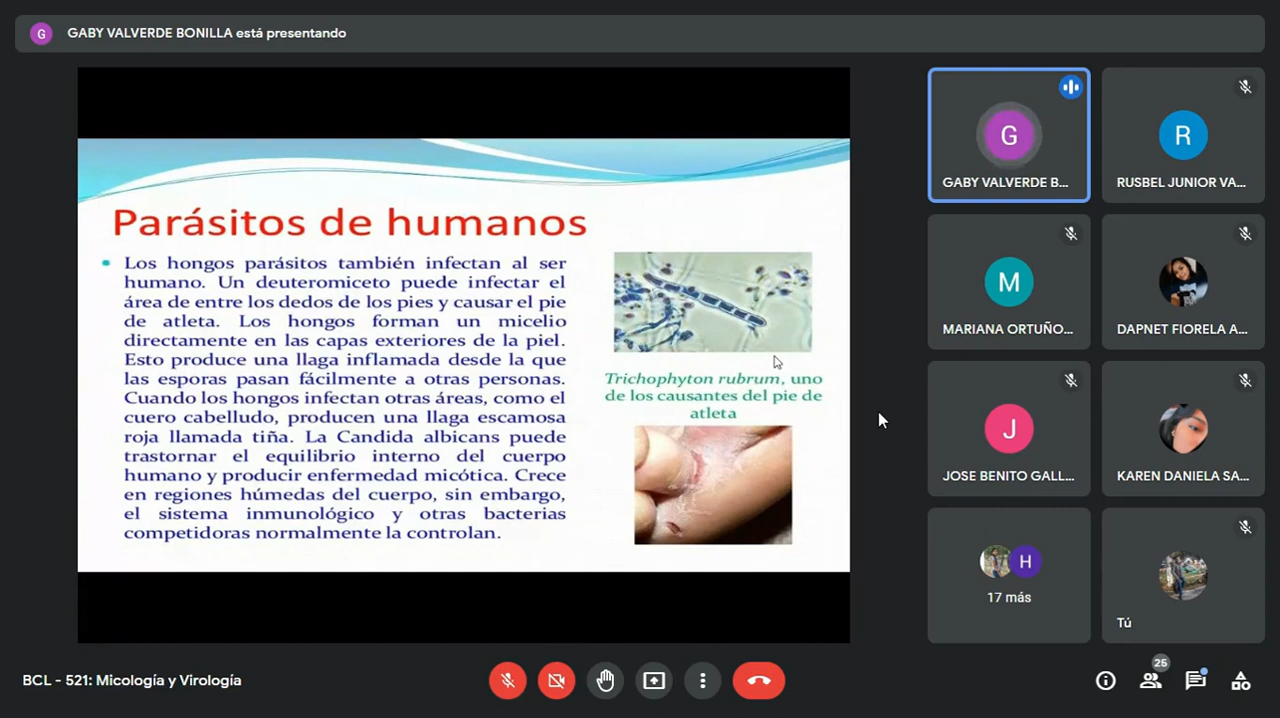 G
GABY VALVERDE BONILLA está presentando
Parásitos de humanos
Los hongos parásitos también infectan al ser
humano. Un deuteromiceto puede infectar el
área de entre los dedos de los pies y causar el pie
de atleta. Los hongos forman un micelio
directamente en las capas exteriores de la piel.
Esto produce una llaga inflamada desde la que
las esporas pasan fácilmente a otras personas.
Cuando los hongos infectan otras áreas, como el
cuero cabelludo, producen una llaga escamosa
roja llamada tiña. La Candida albicans puede
trastornar el equilibrio interno del cuerpo
humano y producir enfermedad micótica. Crece
en regiones húmedas del cuerpo, sin embargo,
el sistema inmunológico y otras bacterias
competidoras normalmente la controlan.
Trichophyton rubrum, uno
de los causantes del pie de
atleta
G
GABY VALVERDE B...
R
RUSBEL JUNIOR VA...
M
MARIANA ORTUÑO...
DAPNET FIORELA A...
J
JOSE BENITO GALL...
KAREN DANIELA SA...
H
17 más
Tú
BCL - 521: Micología y Virología
25